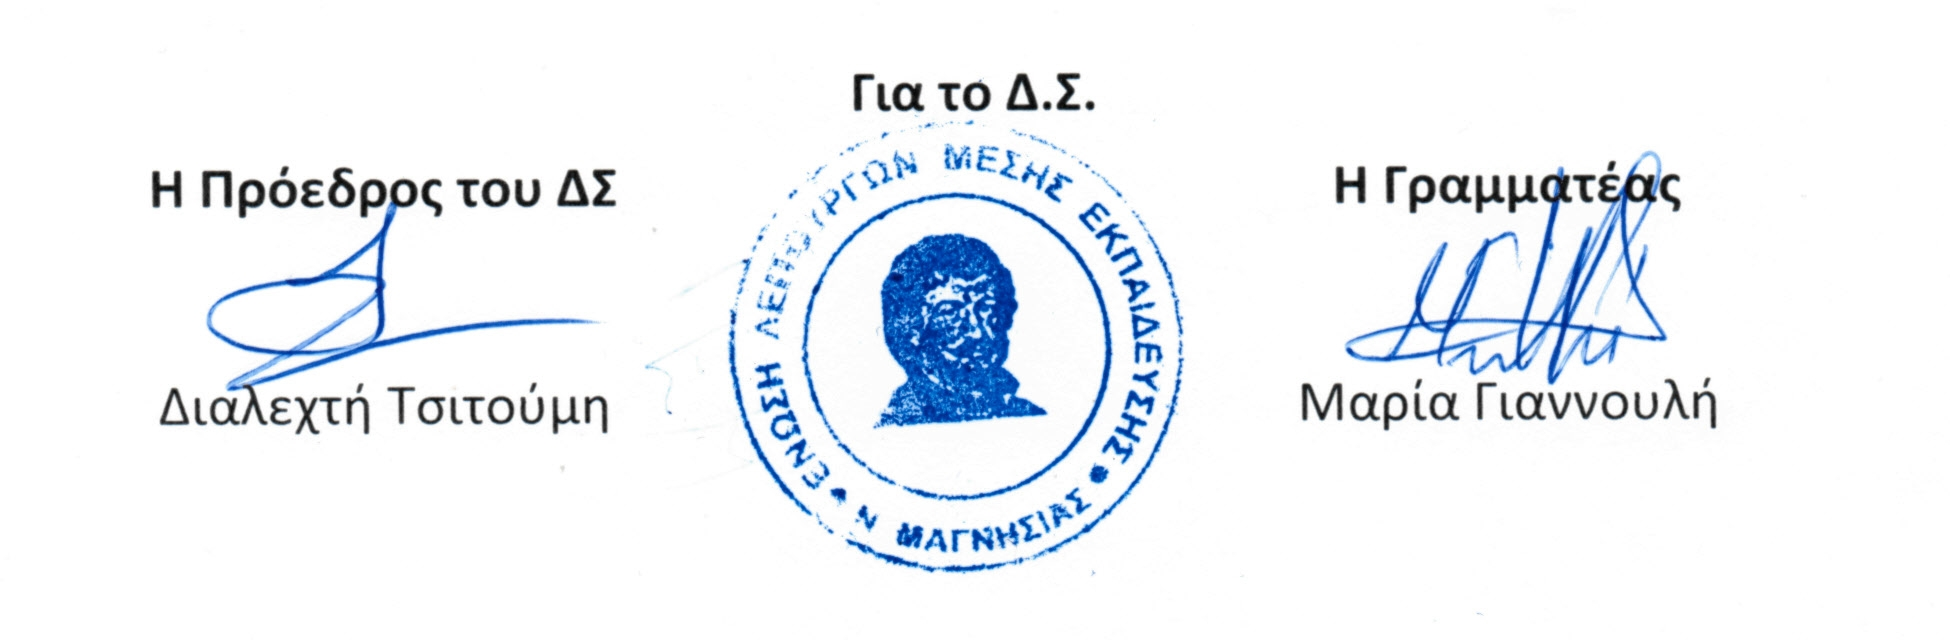 Για το Δ.Σ.
Η Πρόεδρος του ΔΣ
Η Γραμματέας
ΕΝΩΣΗ ΛΕΙΤΟΥΡΓΩΝ ΜΕΣΗΣ ΕΚΠΑΙΔΕΥΣΗΣ
Ν ΜΑΓΝΗΣΙΑΣ
Διαλεχτή Τσιτούμη
Μαρία Γιαννουλή